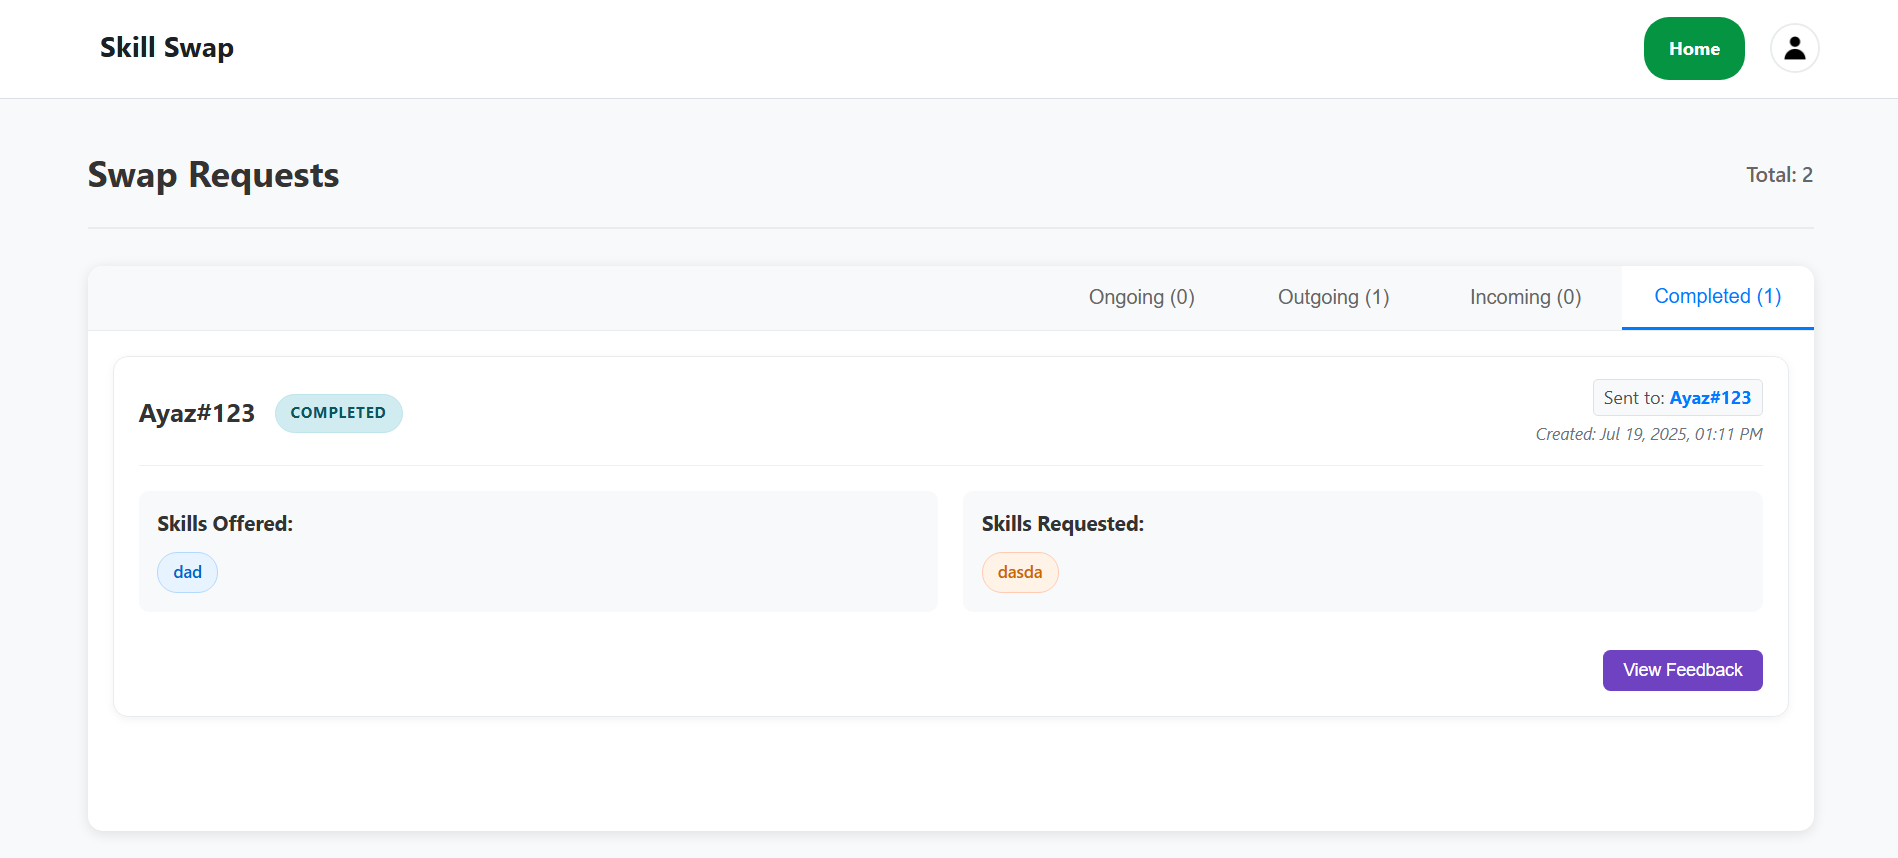 Skill Swap
Home
Swap Requests
Total: 2
Ongoing (0)
Outgoing (1)
Incoming (0)
Completed (1)
Ayaz#123
COMPLETED
Sent to: Ayaz#123
Created: Jul 19, 2025, 01:11 PM
Skills Offered:
dad
Skills Requested:
dasda
View Feedback